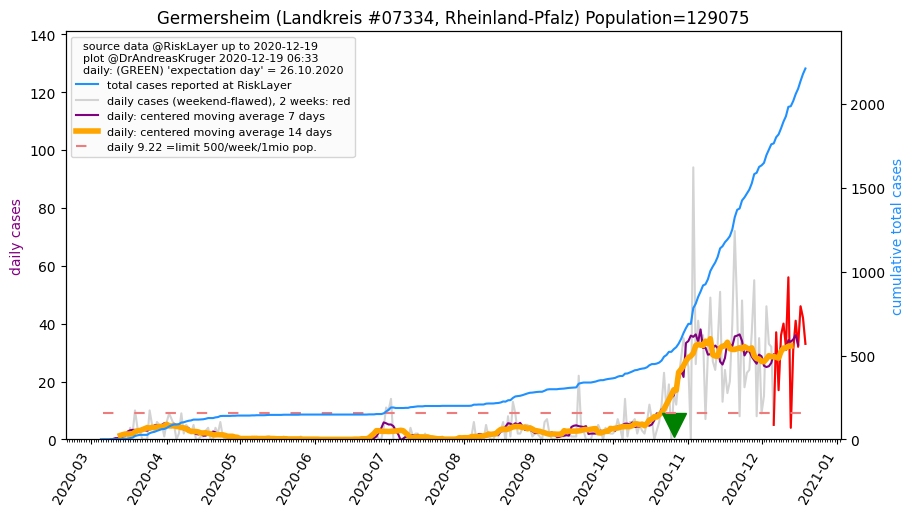 Germersheim (Landkreis #07334, Rheinland-Pfalz) Population=129075
source data @RiskLayer up to 2020-12-19
plot @DrAndreasKruger 2020-12-19 06:33
daily: (GREEN) 'expectation day' = 26.10.2020
total cases reported at RiskLayer
daily cases (weekend-flawed), 2 weeks: red
daily: centered moving average 7 days
daily: centered moving average 14 days
daily 9.22 =limit 500/week/1mio pop.
daily cases
140
120
100
80
60
40
20
0
cumulative total cases
2000
1500
1000
500
0
2020-03
2020-04
2020-05
2020-06
2020-07
2020-08
2020-09
2020-10
2020-11
2020-12
2021-01